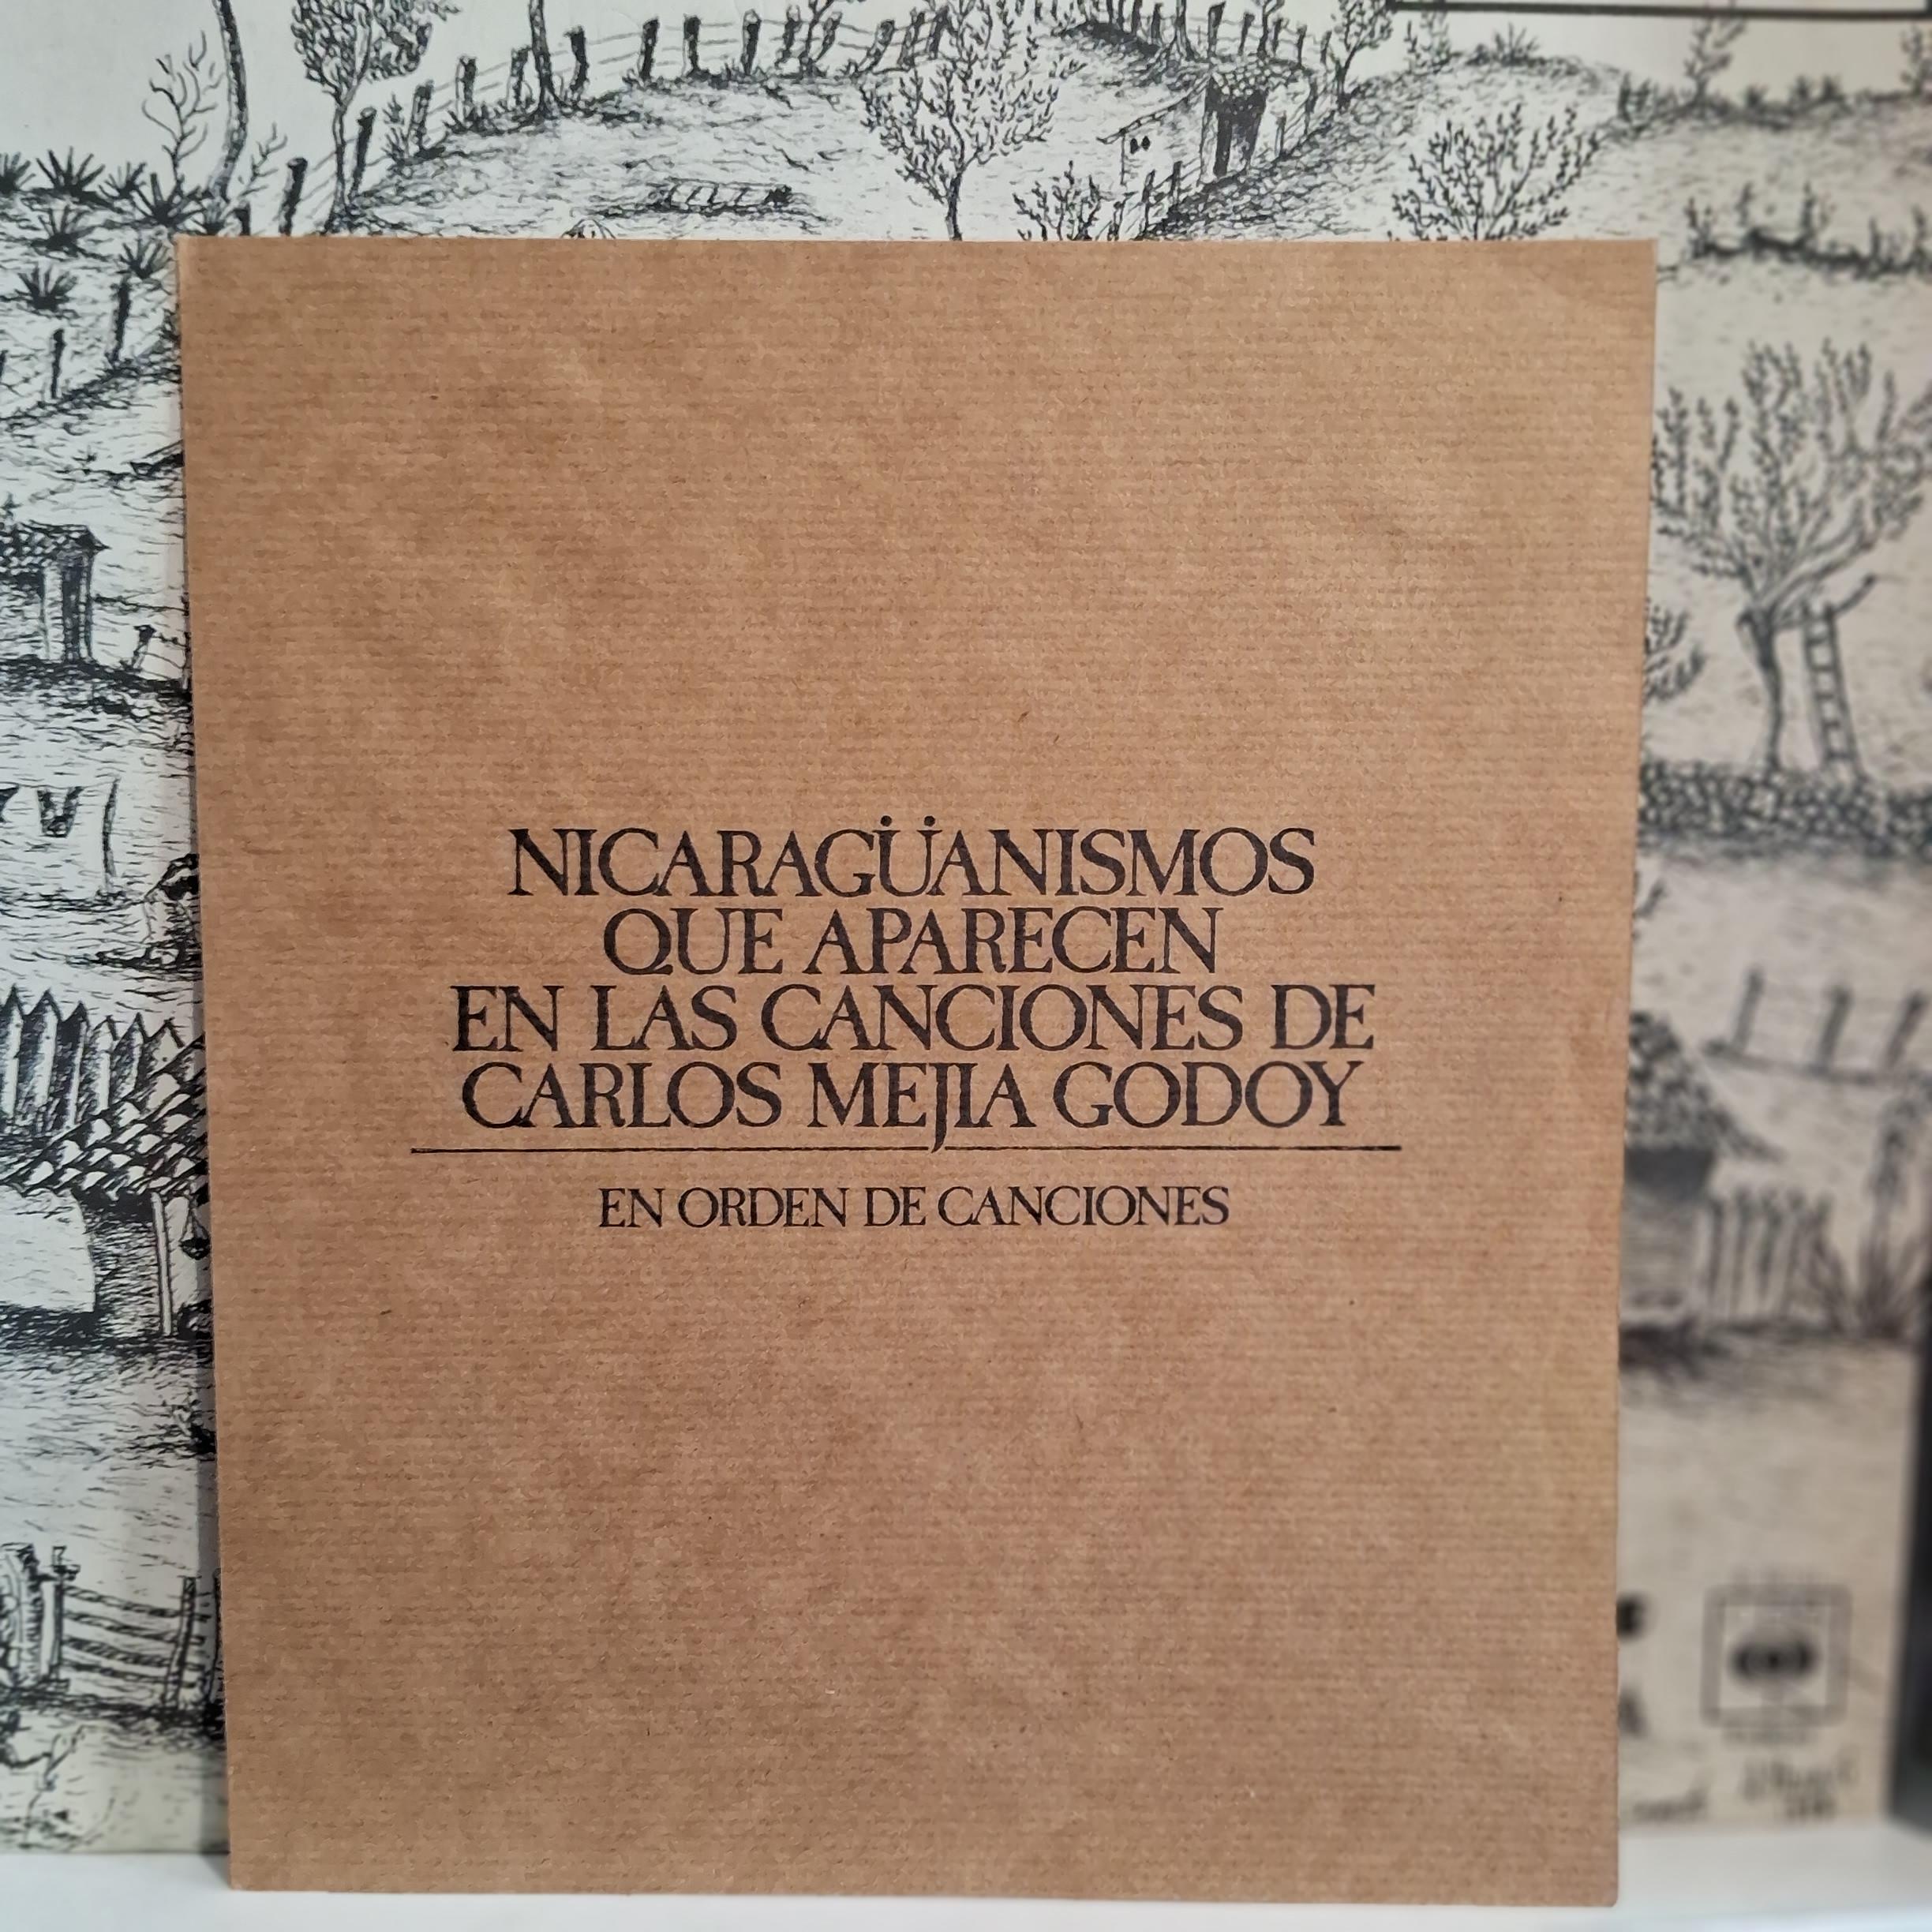 NICARAGÜANISMOS
QUE APARECEN
EN LAS CANCIONES DE
CARLOS MEJIA GODOY
EN ORDEN DE CANCIONES